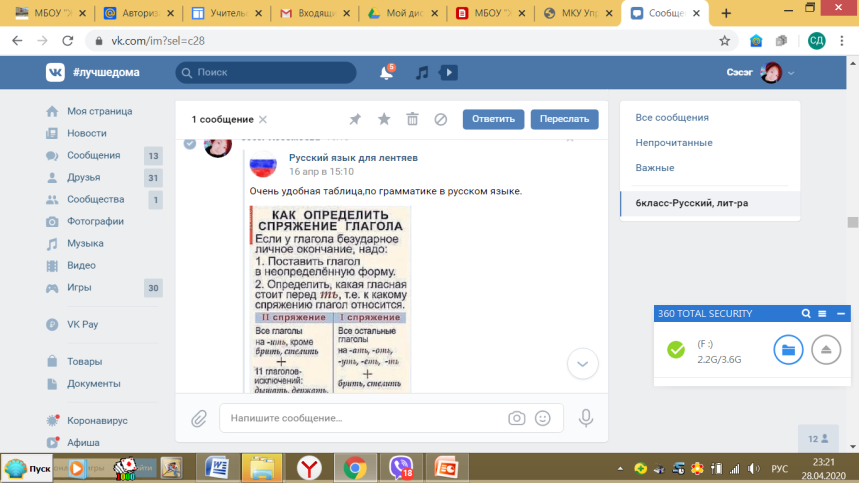 МБОУ "Э
Авториз
Учитель
Входящи
Мой дис
МБОУ "Э
МКУ Упр
Сообще
vk.com/im?sel=c28
СД
#лучшедома
Поиск
5
Сэсэг
Моя страница
Новости
Сообщения 13
Друзья 31
Сообщества 1
Фотографии
Музыка
Видео
Игры 30
VK Pay
Товары
Документы
Коронавирус
Афиша
1 сообщение
Ответить
Переслать
Русский язык для лентяев
16 апр в 15:10
Очень удобная таблица,по грамматике в русском языке.
КАК ОПРЕДЕЛИТЬ
СПРЯЖЕНИЕ ГЛАГОЛА
Если у глагола безударное
личное окончание, надо:
1. Поставить глагол
в неопределённую форму.
2. Определить, какая гласная
стоит перед ть, т.е. к какому
спряжению глагол относится.
II спряжение
I спряжение
Все глаголы
на -ить, кроме
брить, стелить
+
11 глаголов-
исключений:
дышать, держать,
Все остальные
глаголы
на -ать, -оть,
-уть, -еть, -ть
+
брить, стелить
Напишите сообщение...
Все сообщения
Непрочитанные
Важные
6класс-Русский, лит-ра
360 TOTAL SECURITY
(F :)
2.2G/3.6G
12
Пуск
игры
18
РУС
23:21
28.04.2020